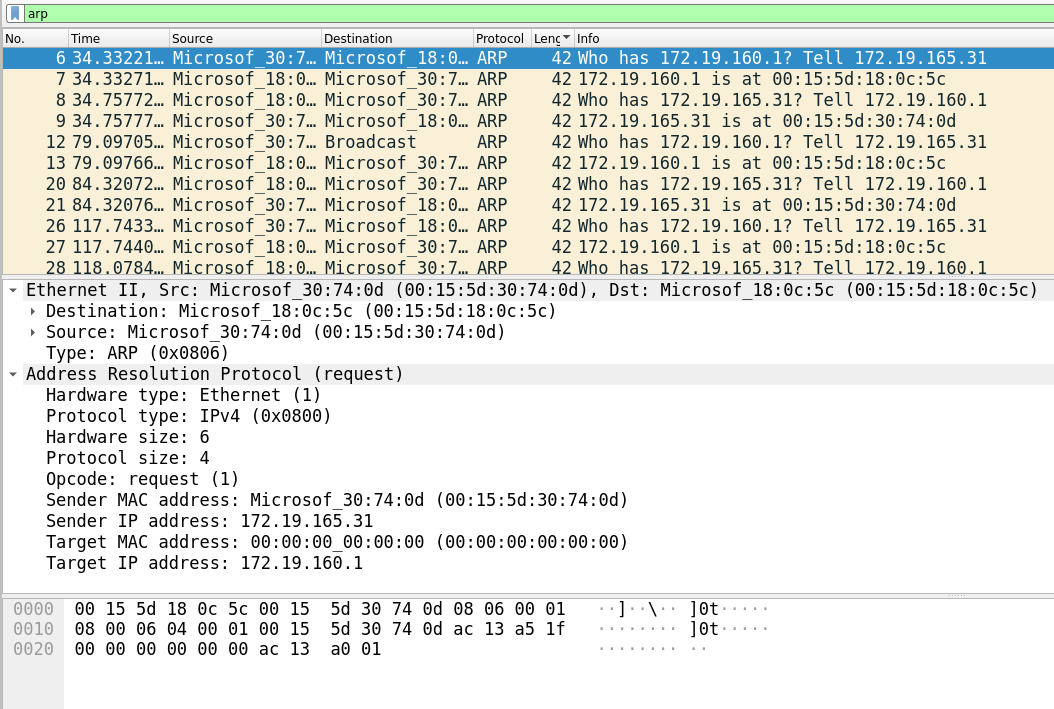 arp
No. Time Source Destination Protocol Lenç Info
6 34.33221… Microsof_30:7… Microsof_18:0… ARP 42 Who has 172.19.160.1? Tell 172.19.165.31
7 34.33271… Microsof_18:0… Microsof_30:7… ARP 42 172.19.160.1 is at 00:15:5d:18:0c:5c
8 34.75772… Microsof_18:0… Microsof_30:7… ARP 42 Who has 172.19.165.31? Tell 172.19.160.1
9 34.75777… Microsof_30:7… Microsof_18:0… ARP 42 172.19.165.31 is at 00:15:5d:30:74:0d
12 79.09705… Microsof_30:7… Broadcast ARP 42 Who has 172.19.160.1? Tell 172.19.165.31
13 79.09766… Microsof_18:0… Microsof_30:7… ARP 42 172.19.160.1 is at 00:15:5d:18:0c:5c
20 84.32072… Microsof_18:0… Microsof_30:7… ARP 42 Who has 172.19.165.31? Tell 172.19.160.1
21 84.32076… Microsof_30:7… Microsof_18:0… ARP 42 172.19.165.31 is at 00:15:5d:30:74:0d
26 117.7433… Microsof_30:7… Microsof_18:0… ARP 42 Who has 172.19.160.1? Tell 172.19.165.31
27 117.7440… Microsof_18:0… Microsof_30:7… ARP 42 172.19.160.1 is at 00:15:5d:18:0c:5c
28 118.0784… Microsof_18:0… Microsof_30:7… ARP 42 Who has 172.19.165.31? Tell 172.19.160.1
Ethernet II, Src: Microsof_30:74:0d (00:15:5d:30:74:0d), Dst: Microsof_18:0c:5c (00:15:5d:18:0c:5c)
Destination: Microsof_18:0c:5c (00:15:5d:18:0c:5c)
Source: Microsof_30:74:0d (00:15:5d:30:74:0d)
Type: ARP (0x0806)
Address Resolution Protocol (request)
Hardware type: Ethernet (1)
Protocol type: IPv4 (0x0800)
Hardware size: 6
Protocol size: 4
Opcode: request (1)
Sender MAC address: Microsof_30:74:0d (00:15:5d:30:74:0d)
Sender IP address: 172.19.165.31
Target MAC address: 00:00:00_00:00:00 (00:00:00:00:00:00)
Target IP address: 172.19.160.1
0000 00 15 5d 18 0c 5c 00 15 5d 30 74 0d 08 06 00 01 ··]··\·· ]0t·····
0010 08 00 06 04 00 01 00 15 5d 30 74 0d ac 13 a5 1f ········ ]0t·····
0020 00 00 00 00 00 00 ac 13 a0 01 ········ ··